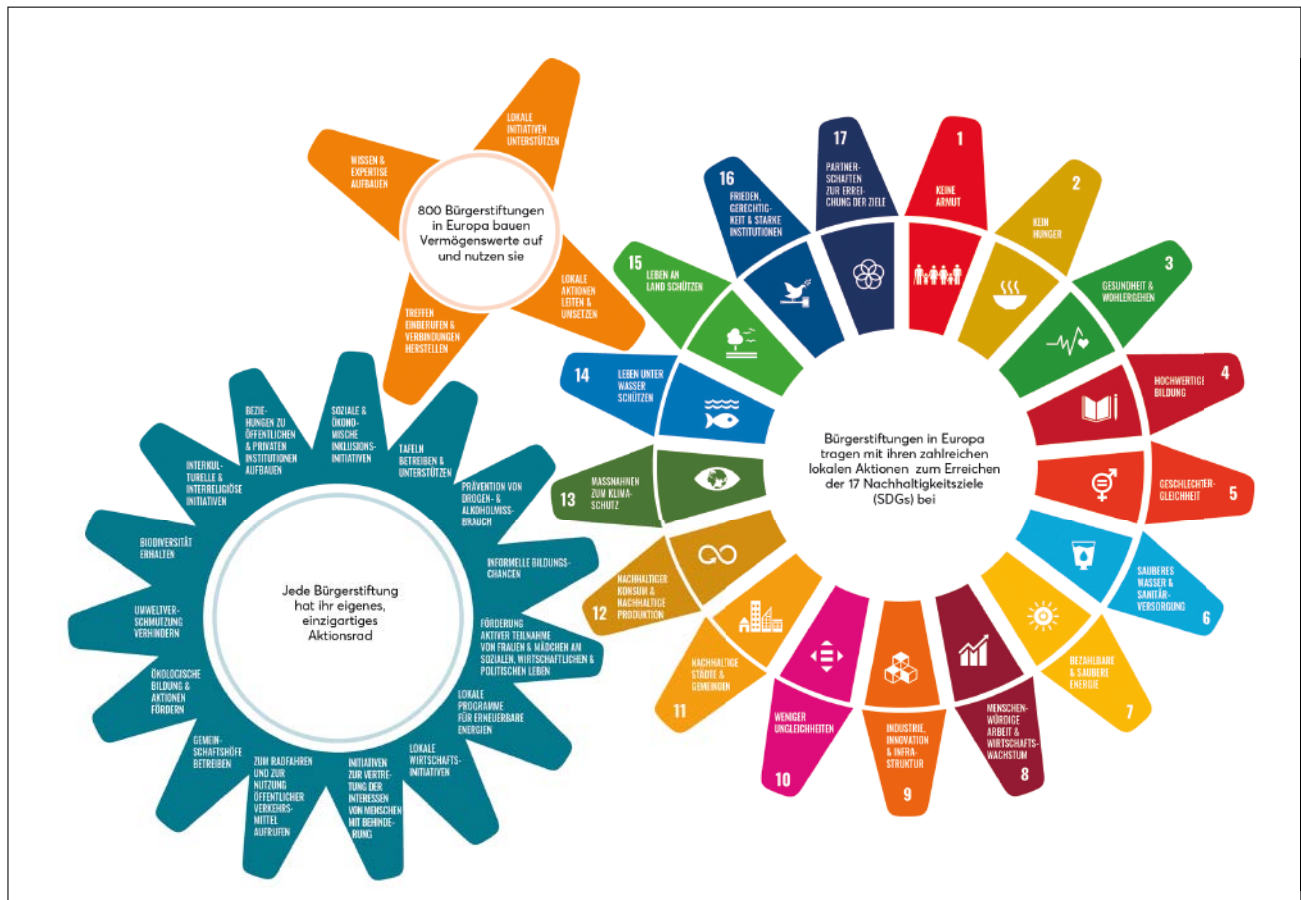 LOKALE
INITIATIVEN
UNTERSTÜTZEN
WISSEN &
EXPERTISE
AUFBAUEN
800 Bürgerstiftungen
in Europa bauen
Vermögenswerte auf
und nutzen sie
LOKALE
AKTIONEN
LEITEN &
UMSETZEN
TREFFEN
EINBERUFEN &
VERBINDUNGEN
HERSTELLEN
SOZIALE &
ÖKONO-
MISCHE
INKLUSIONS-
INITIATIVEN
TAFELN
BETREIBEN &
UNTERSTÜTZEN
PRÄVENTION VON
DROGEN- &
ALKOHOLMISS-
BRAUCH
INFORMELLE BILDUNGS-
CHANCEN
FÖRDERUNG
AKTIVER TEILNAHME
VON FRAUEN & MÄDCHEN AM
SOZIALEN, WIRTSCHAFTLICHEN &
POLITISCHEN LEBEN
LOKALE
PROGRAMME
FÜR ERNEUERBARE
ENERGIEN
LOKALE
WIRTSCHAFTS-
INITIATIVEN
INITIATIVEN
ZUR VERTRE-
TUNG DER
INTERESSEN
VON MENSCHEN
MIT BEHINDE-
RUNG
ZUM RADFAHREN
UND ZUR
NUTZUNG
ÖFFENTLICHER
VERKEHRS-
MITTEL
AUFRUFEN
GEMEIN-
SCHAFTSHÖFE
BETREIBEN
ÖKOLOGISCHE
BILDUNG &
AKTIONEN
FÖRDERN
UMWELTVER-
SCHMUTZUNG
VERHINDERN
BIODIVERSITÄT
ERHALTEN
INTERKUL-
TURELLE &
INTERRELIGIÖSE
INITIATIVEN
BEZIE-
HUNGEN ZU
ÖFFENTLICHEN
& PRIVATEN
INSTITUTIONEN
AUFBAUEN
Jede Bürgerstiftung
hat ihr eigenes,
einzigartiges
Aktionsrad
1
KEINE
ARMUT
2
KEIN
HUNGER
3
GESUNDHEIT &
WOHLERGEHEN
4
HOCHWERTIGE
BILDUNG
5
GESCHLECHTER-
GLEICHHEIT
SAUBERES
WASSER &
SANITÄR-
VERSORGUNG
6
BEZAHLBARE
& SAUBERE
ENERGIE
7
MENSCHEN-
WÜRDIGE
ARBEIT &
WIRTSCHAFTS-
WACHSTUM
8
INDUSTRIE,
INNOVATION
& INFRA-
STRUKTUR
9
WENIGER
UNGLEICHHEITEN
10
NACHHALTIGE
STÄDTE &
GEMEINDEN
11
NACHHALTIGER
KONSUM &
NACHHALTIGE
PRODUKTION
12
MASSNAHMEN
ZUM KLIMA-
SCHUTZ
13
14
LEBEN UNTER
WASSER
SCHÜTZEN
15
LEBEN AN
LAND SCHÜTZEN
16
FRIEDEN,
GERECHTIG-
KEIT & STARKE
INSTITUTIONEN
17
PARTNER-
SCHAFTEN
ZUR ERREI-
CHUNG DER ZIELE
Bürgerstiftungen in Europa
tragen mit ihren zahlreichen
lokalen Aktionen zum Erreichen
der 17 Nachhaltigkeitsziele
(SDGs) bei